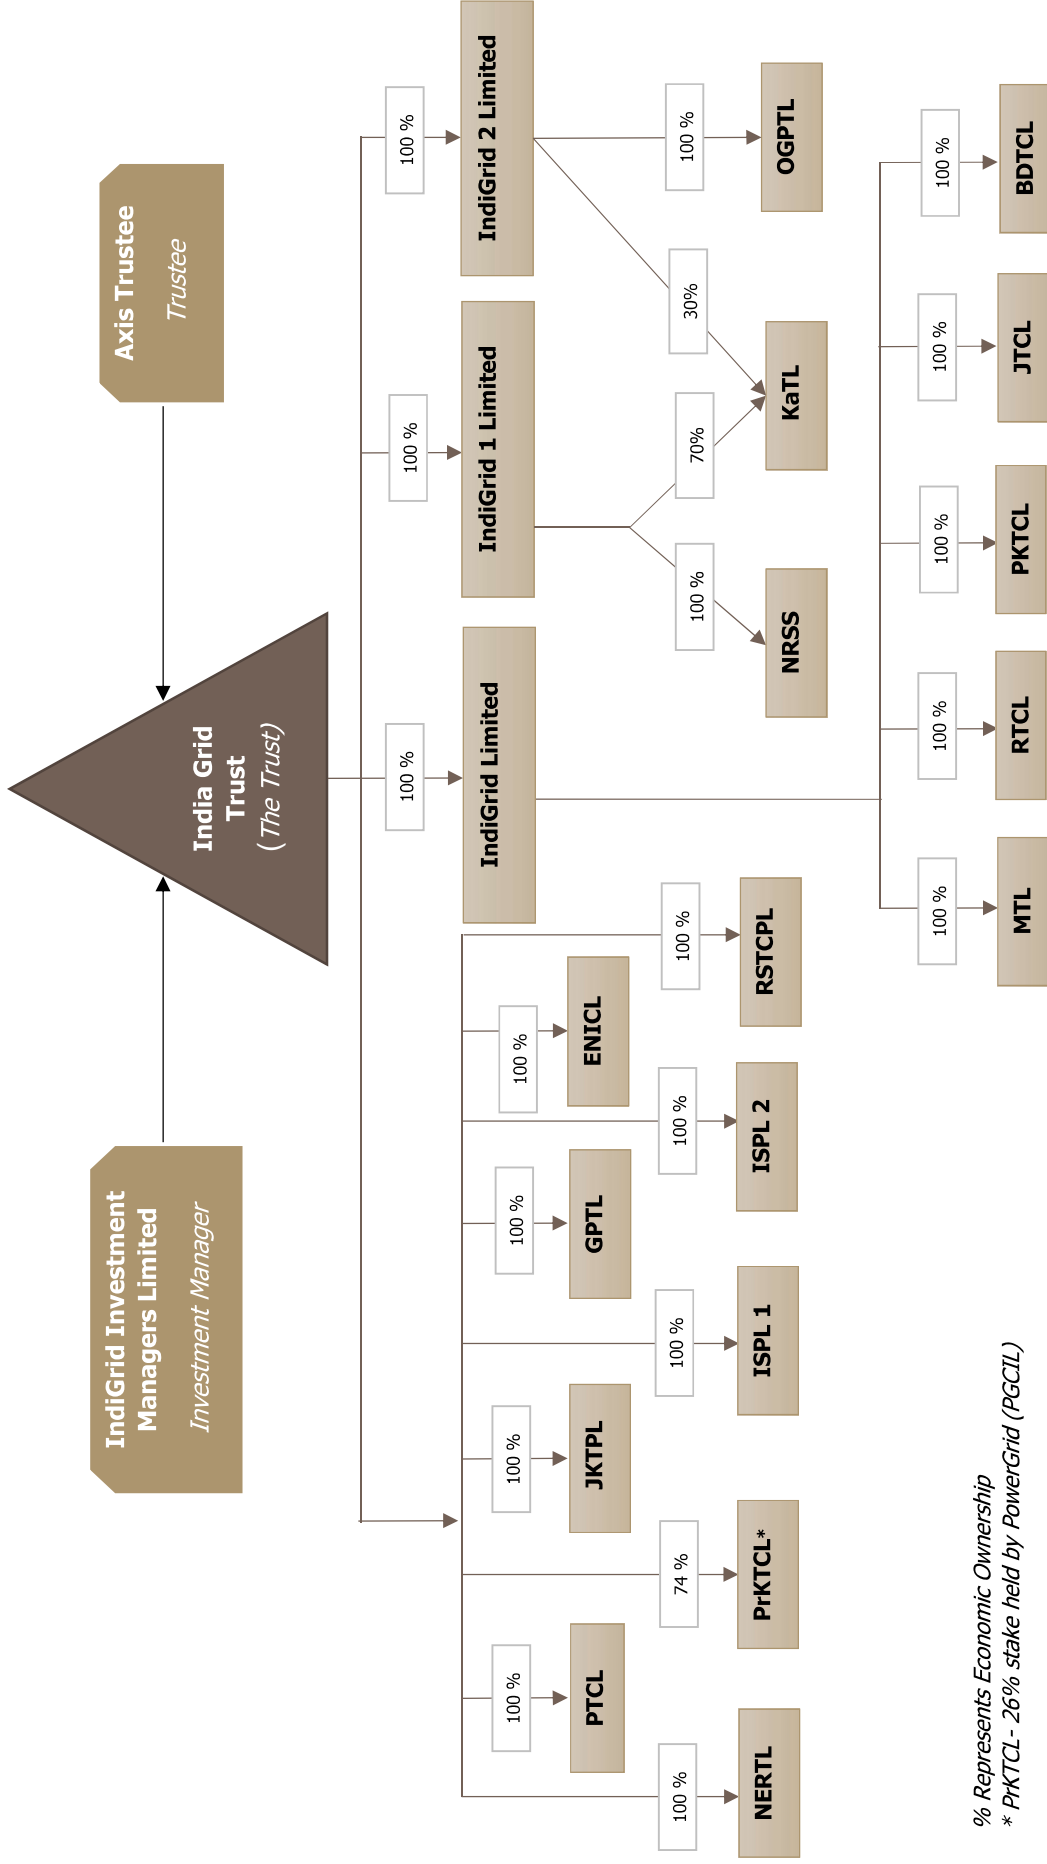 IndiGrid Investment
Managers Limited
Investment Manager
India Grid
Trust
(The Trust)
Axis Trustee
Trustee
100 %
100 %
100 %
IndiGrid Limited
IndiGrid 1 Limited
IndiGrid 2 Limited
100 %
100 %
100 %
100 %
PTCL
JKTPL
GPTL
ENICL
100 %
74 %
100 %
100 %
100 %
100 %
70%
30%
100 %
NERTL
PrKTCL*
ISPL 1
ISPL 2
RSTCPL
NRSS
KaTL
OGPTL
100 %
100 %
100 %
100 %
100 %
MTL
RTCL
PKTCL
JTCL
BDTCL
% Represents Economic Ownership
* PrKTCL- 26% stake held by PowerGrid (PGCIL)